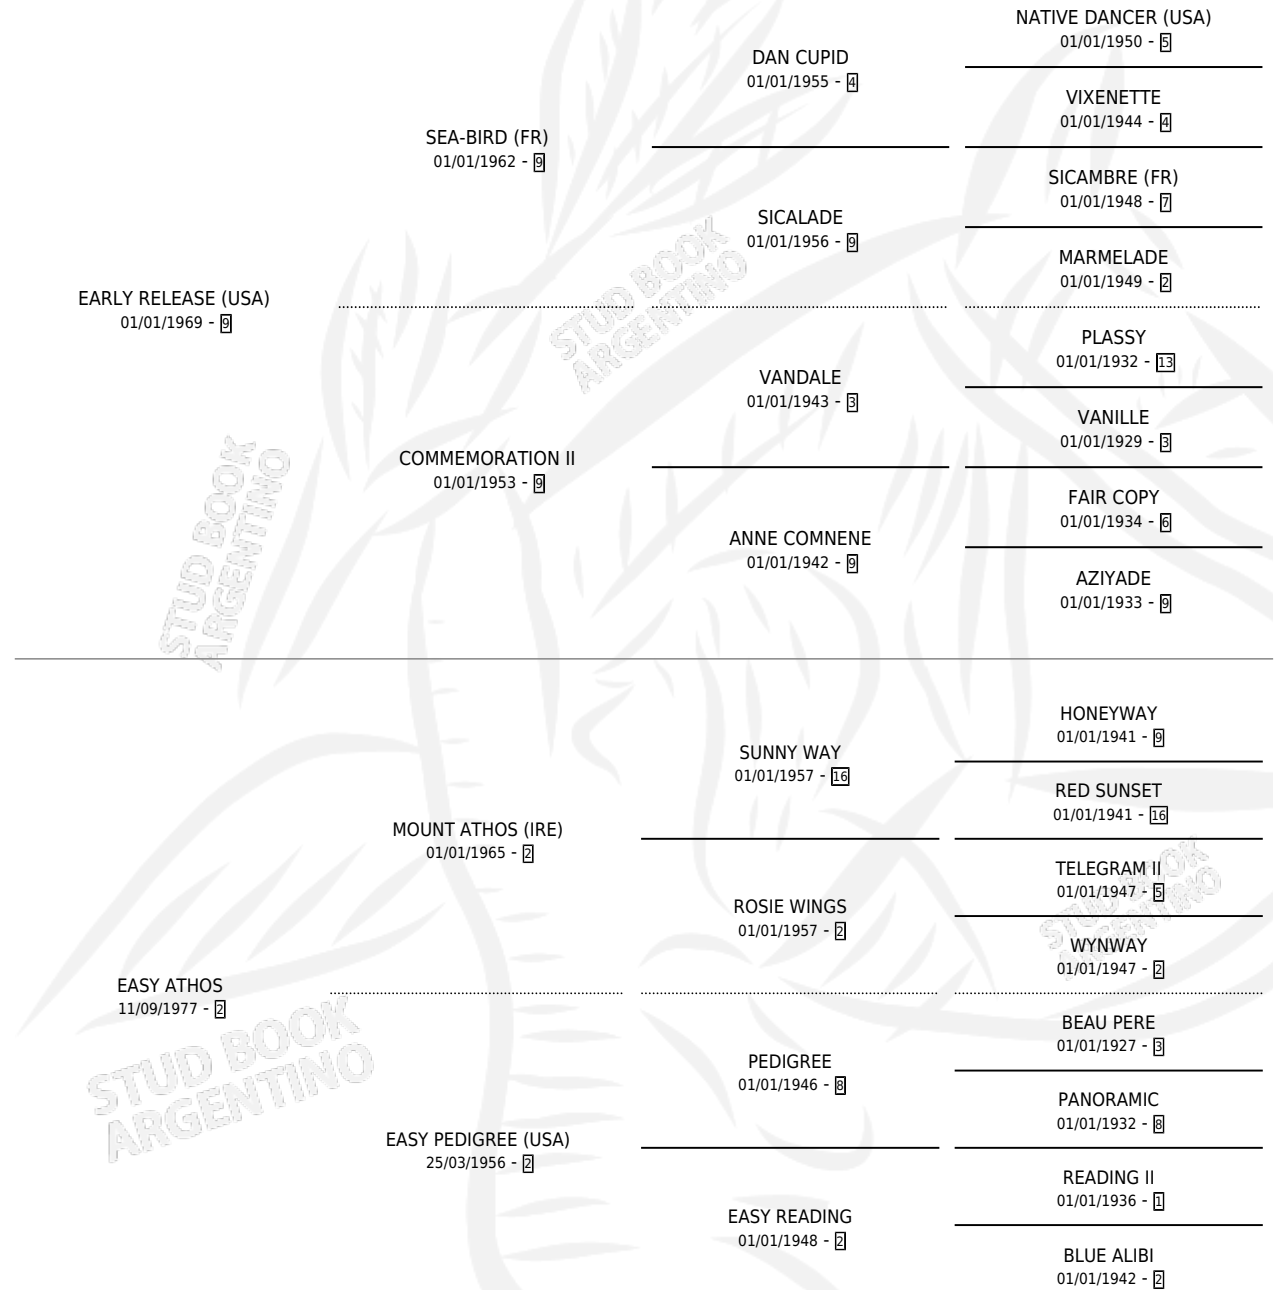 NATIVE DANCER (USA)
01/01/1950 - 5
DAN CUPID
01/01/1955 - 4
VIXENETTE
01/01/1944 - 4
SEA-BIRD (FR)
01/01/1962 - 9
SICAMBRE (FR)
01/01/1948 - 7
SICALADE
01/01/1956 - 9
MARMELADE
01/01/1949 - 2
EARLY RELEASE (USA)
01/01/1969 - 9
STUD BOOK
ARGENTINO
PLASSY
01/01/1932 - 13
VANDALE
01/01/1943 - 3
VANILLE
01/01/1929 - 3
COMMEMORATION II
01/01/1953 - 9
FAIR COPY
01/01/1934 - 6
ANNE COMNENE
01/01/1942 - 9
AZIYADE
01/01/1933 - 9
STUD BOOK
ARGENTINO
HONEYWAY
01/01/1941 - 9
SUNNY WAY
01/01/1957 - 16
RED SUNSET
01/01/1941 - 16
MOUNT ATHOS (IRE)
01/01/1965 - 2
TELEGRAM II
01/01/1947 - 5
ROSIE WINGS
01/01/1957 - 2
WYNWAY
01/01/1947 - 2
STUD BOOK
ARGENTINO
EASY ATHOS
11/09/1977 - 2
BEAU PERE
01/01/1927 - 3
PEDIGREE
01/01/1946 - 8
PANORAMIC
01/01/1932 - 8
STUD BOOK
ARGENTINO
EASY PEDIGREE (USA)
25/03/1956 - 2
READING II
01/01/1936 - 1
EASY READING
01/01/1948 - 2
BLUE ALIBI
01/01/1942 - 2